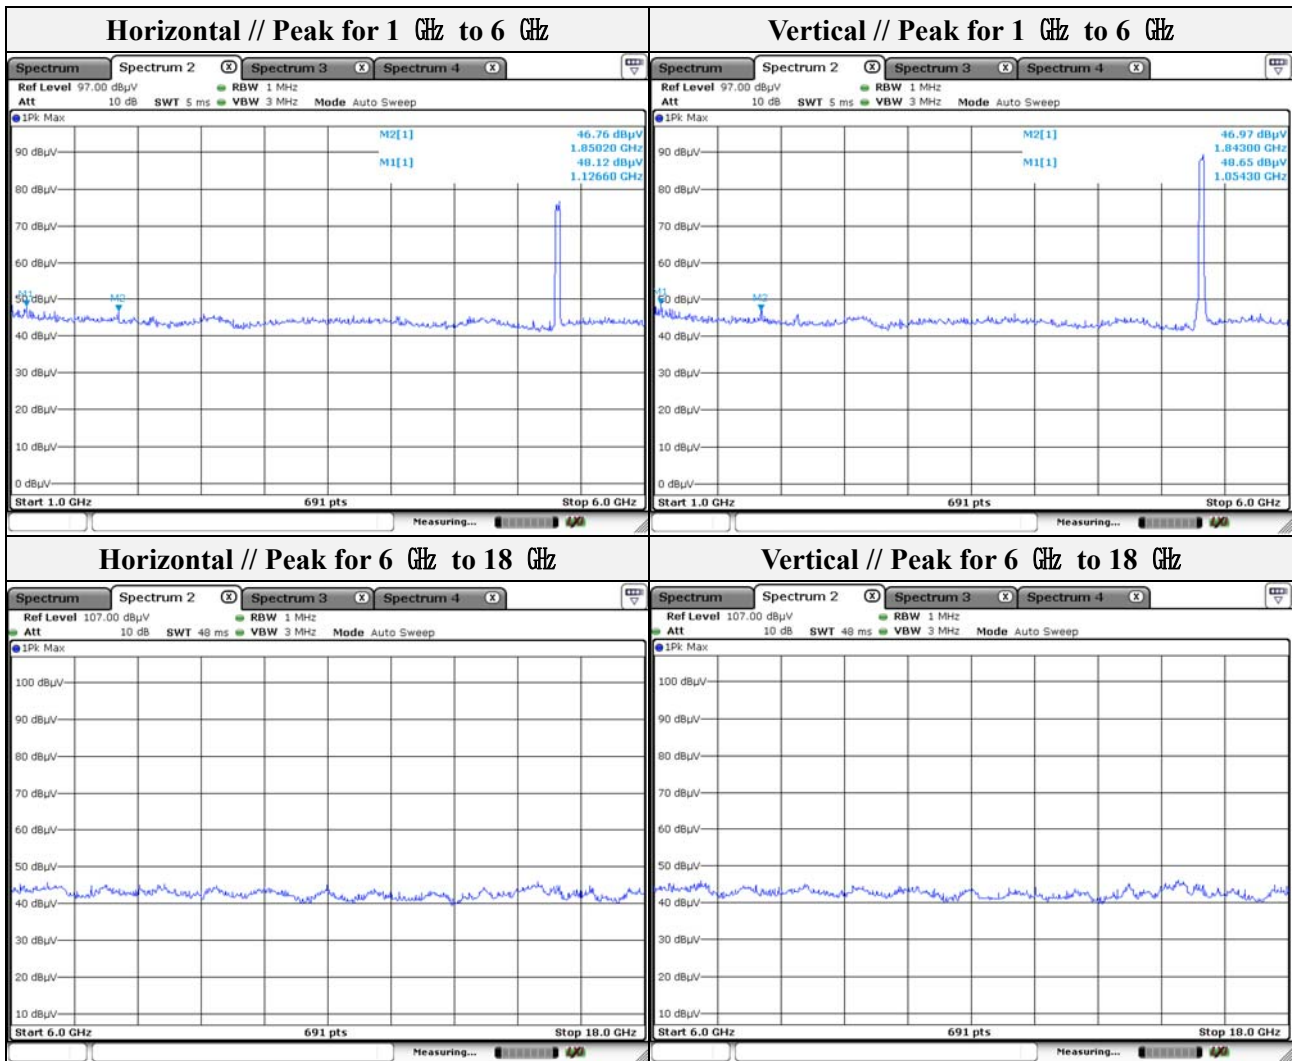 Horizontal // Peak for 1 ㎓ to 6 ㎓
Spectrum Spectrum 2 Spectrum 3 Spectrum 4
Ref Level 97.00 dBµV RBW 1 MHz
Att 10 dB SWT 5 ms VBW 3 MHz Mode Auto Sweep
1Pk Max
M2[1] 46.76 dBµV
1.85020 GHz
M1[1] 48.12 dBµV
1.12660 GHz
90 dBµV
80 dBµV
70 dBµV
60 dBµV
50 dBµV
M1
M2
40 dBµV
30 dBµV
20 dBµV
10 dBµV
0 dBµV
Start 1.0 GHz 691 pts Stop 6.0 GHz
Measuring...
Vertical // Peak for 1 ㎓ to 6 ㎓
Spectrum Spectrum 2 Spectrum 3 Spectrum 4
Ref Level 97.00 dBµV RBW 1 MHz
Att 10 dB SWT 5 ms VBW 3 MHz Mode Auto Sweep
1Pk Max
M2[1] 46.97 dBµV
1.84300 GHz
M1[1] 48.65 dBµV
1.05430 GHz
90 dBµV
80 dBµV
70 dBµV
60 dBµV
M1
50 dBµV
M2
40 dBµV
30 dBµV
20 dBµV
10 dBµV
0 dBµV
Start 1.0 GHz 691 pts Stop 6.0 GHz
Measuring...
Horizontal // Peak for 6 ㎓ to 18 ㎓
Spectrum Spectrum 2 Spectrum 3 Spectrum 4
Ref Level 107.00 dBµV RBW 1 MHz
Att 10 dB SWT 48 ms VBW 3 MHz Mode Auto Sweep
1Pk Max
100 dBµV
90 dBµV
80 dBµV
70 dBµV
60 dBµV
50 dBµV
40 dBµV
30 dBµV
20 dBµV
10 dBµV
Start 6.0 GHz 691 pts Stop 18.0 GHz
Measuring...
Vertical // Peak for 6 ㎓ to 18 ㎓
Spectrum Spectrum 2 Spectrum 3 Spectrum 4
Ref Level 107.00 dBµV RBW 1 MHz
Att 10 dB SWT 48 ms VBW 3 MHz Mode Auto Sweep
1Pk Max
100 dBµV
90 dBµV
80 dBµV
70 dBµV
60 dBµV
50 dBµV
40 dBµV
30 dBµV
20 dBµV
10 dBµV
Start 6.0 GHz 691 pts Stop 18.0 GHz
Measuring...